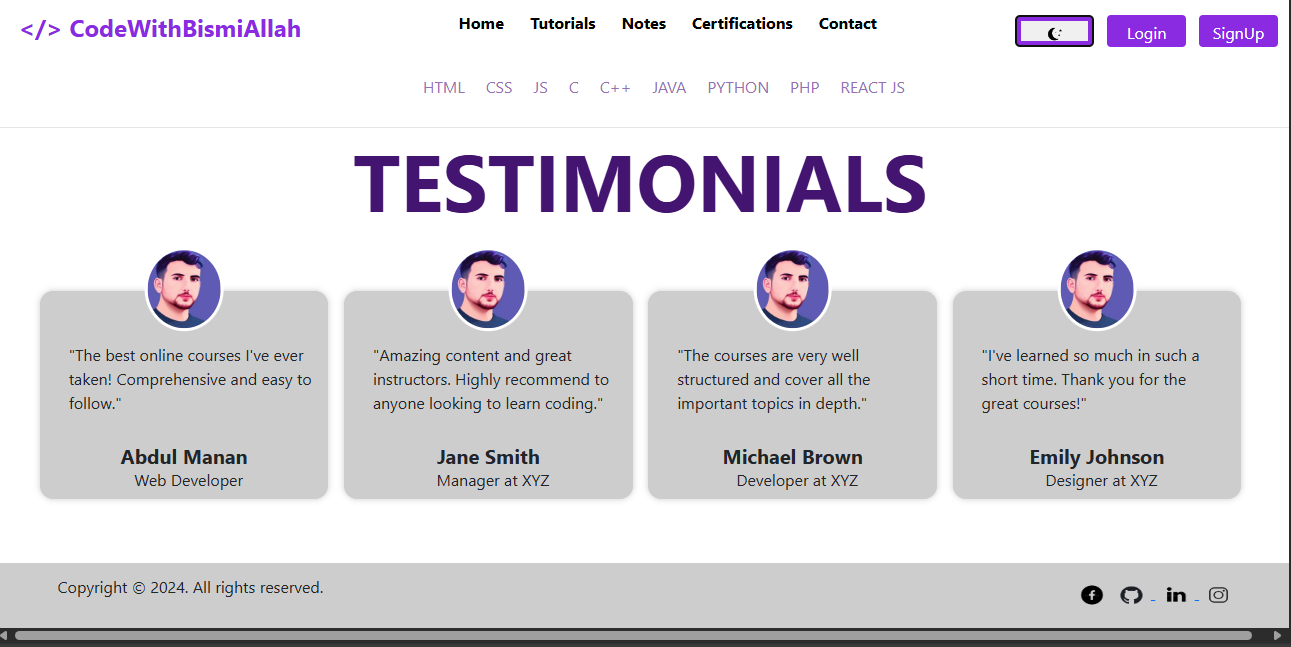 </> CodeWithBismiAllah
Home Tutorials Notes Certifications Contact
Login
SignUp
HTML CSS JS C C++ JAVA PYTHON PHP REACT JS
TESTIMONIALS
"The best online courses I've ever
taken! Comprehensive and easy to
follow."
Abdul Manan
Web Developer
"Amazing content and great
instructors. Highly recommend to
anyone looking to learn coding."
Jane Smith
Manager at XYZ
"The courses are very well
structured and cover all the
important topics in depth."
Michael Brown
Developer at XYZ
"I've learned so much in such a
short time. Thank you for the
great courses!"
Emily Johnson
Designer at XYZ
Copyright © 2024. All rights reserved.